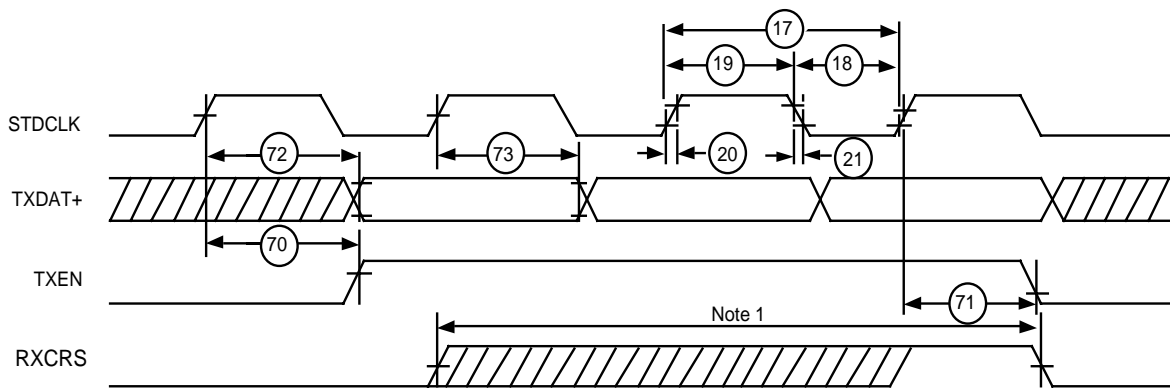 17
19
18
STDCLK
72
73
20
21
TXDAT+
70
TXEN
71
Note 1
RXCRS